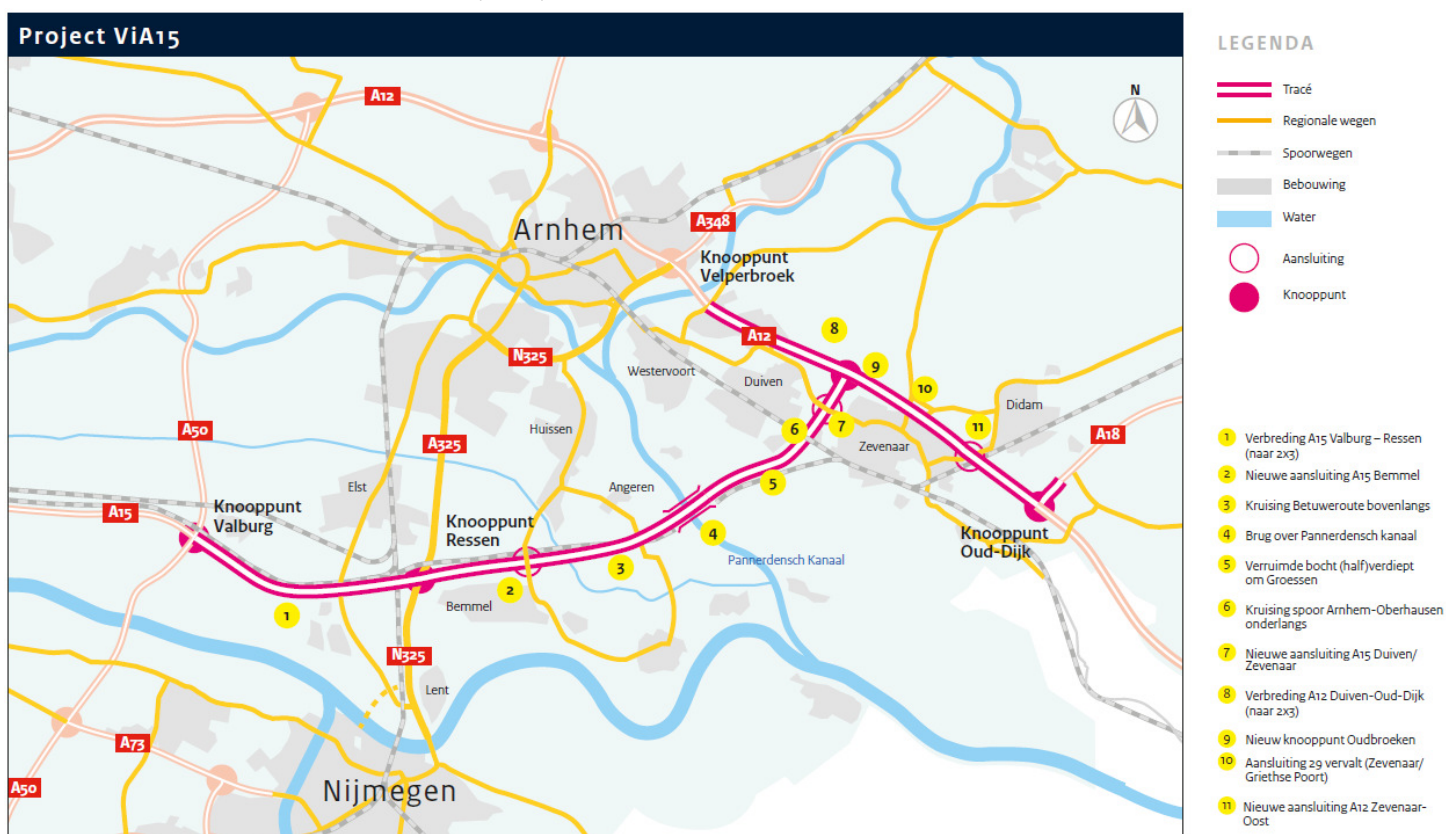 Project ViA15
LEGENDA
Tracé
Regionale wegen
Spoorwegen
Bebouwing
Water
Aansluiting
Knooppunt
N
A12
A348
Arnhem
Knooppunt
Velperbroek
8
A12
9
N325
Westervoort
Duiven
10
Didam
A50
A325
Huissen
6
7
11
A18
Zevenaar
Elst
Angeren
5
A15
Knooppunt
Valburg
Knooppunt
Ressen
4
Knooppunt
Oud-Dijk
3
Pannerdensch Kanaal
2
1
Bemmel
N325
Lent
A73
A50
Nijmegen
1 Verbreding A15 Valburg – Ressen
(naar 2x3)
2 Nieuwe aansluiting A15 Bemmel
3 Kruising Betuweroute bovenlangs
4 Brug over Pannerdensch kanaal
5 Verruimde bocht (half)verdiept
om Groessen
6 Kruising spoor Arnhem-Oberhausen
onderlangs
7 Nieuwe aansluiting A15 Duiven/
Zevenaar
8 Verbreding A12 Duiven-Oud-Dijk
(naar 2x3)
9 Nieuw knooppunt Oudbroeken
10 Aansluiting 29 vervalt (Zevenaar/
Griethse Poort)
11 Nieuwe aansluiting A12 Zevenaar-
Oost